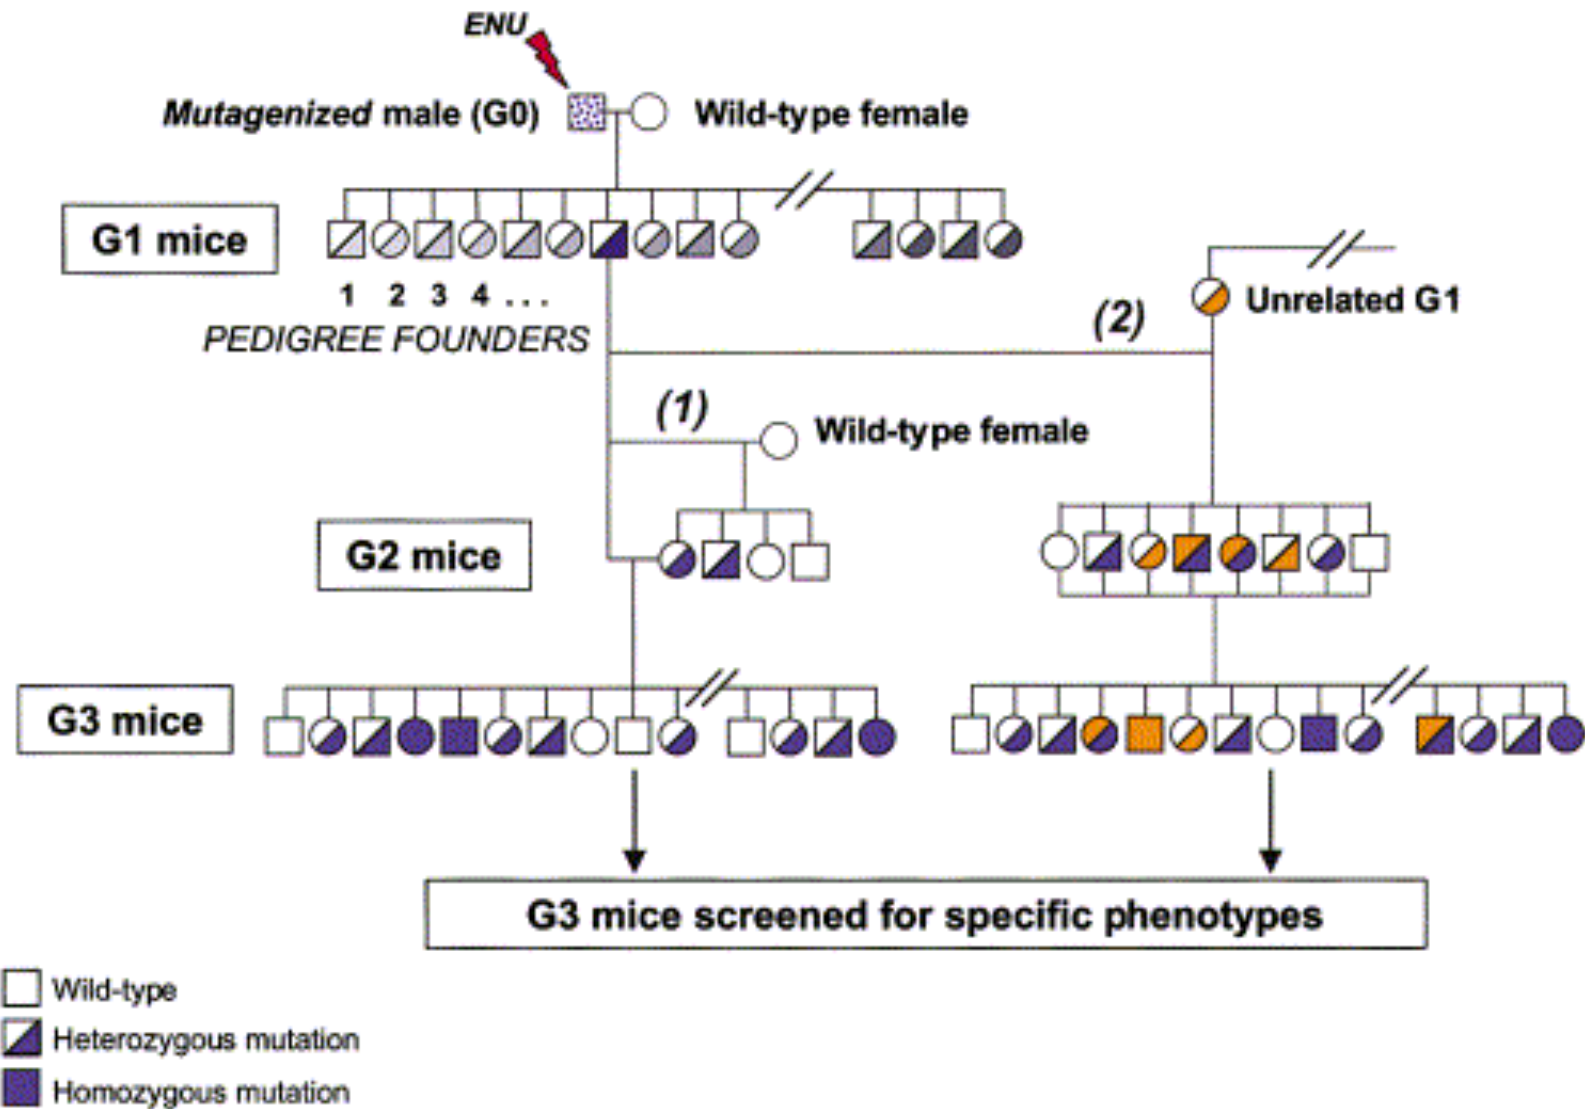 ENU
Mutagenized male (G0)
Wild-type female
G1 mice
1 2 3 4 . . .
PEDIGREE FOUNDERS
Unrelated G1
(2)
(1)
Wild-type female
G2 mice
G3 mice
G3 mice screened for specific phenotypes
Wild-type
Heterozygous mutation
Homozygous mutation